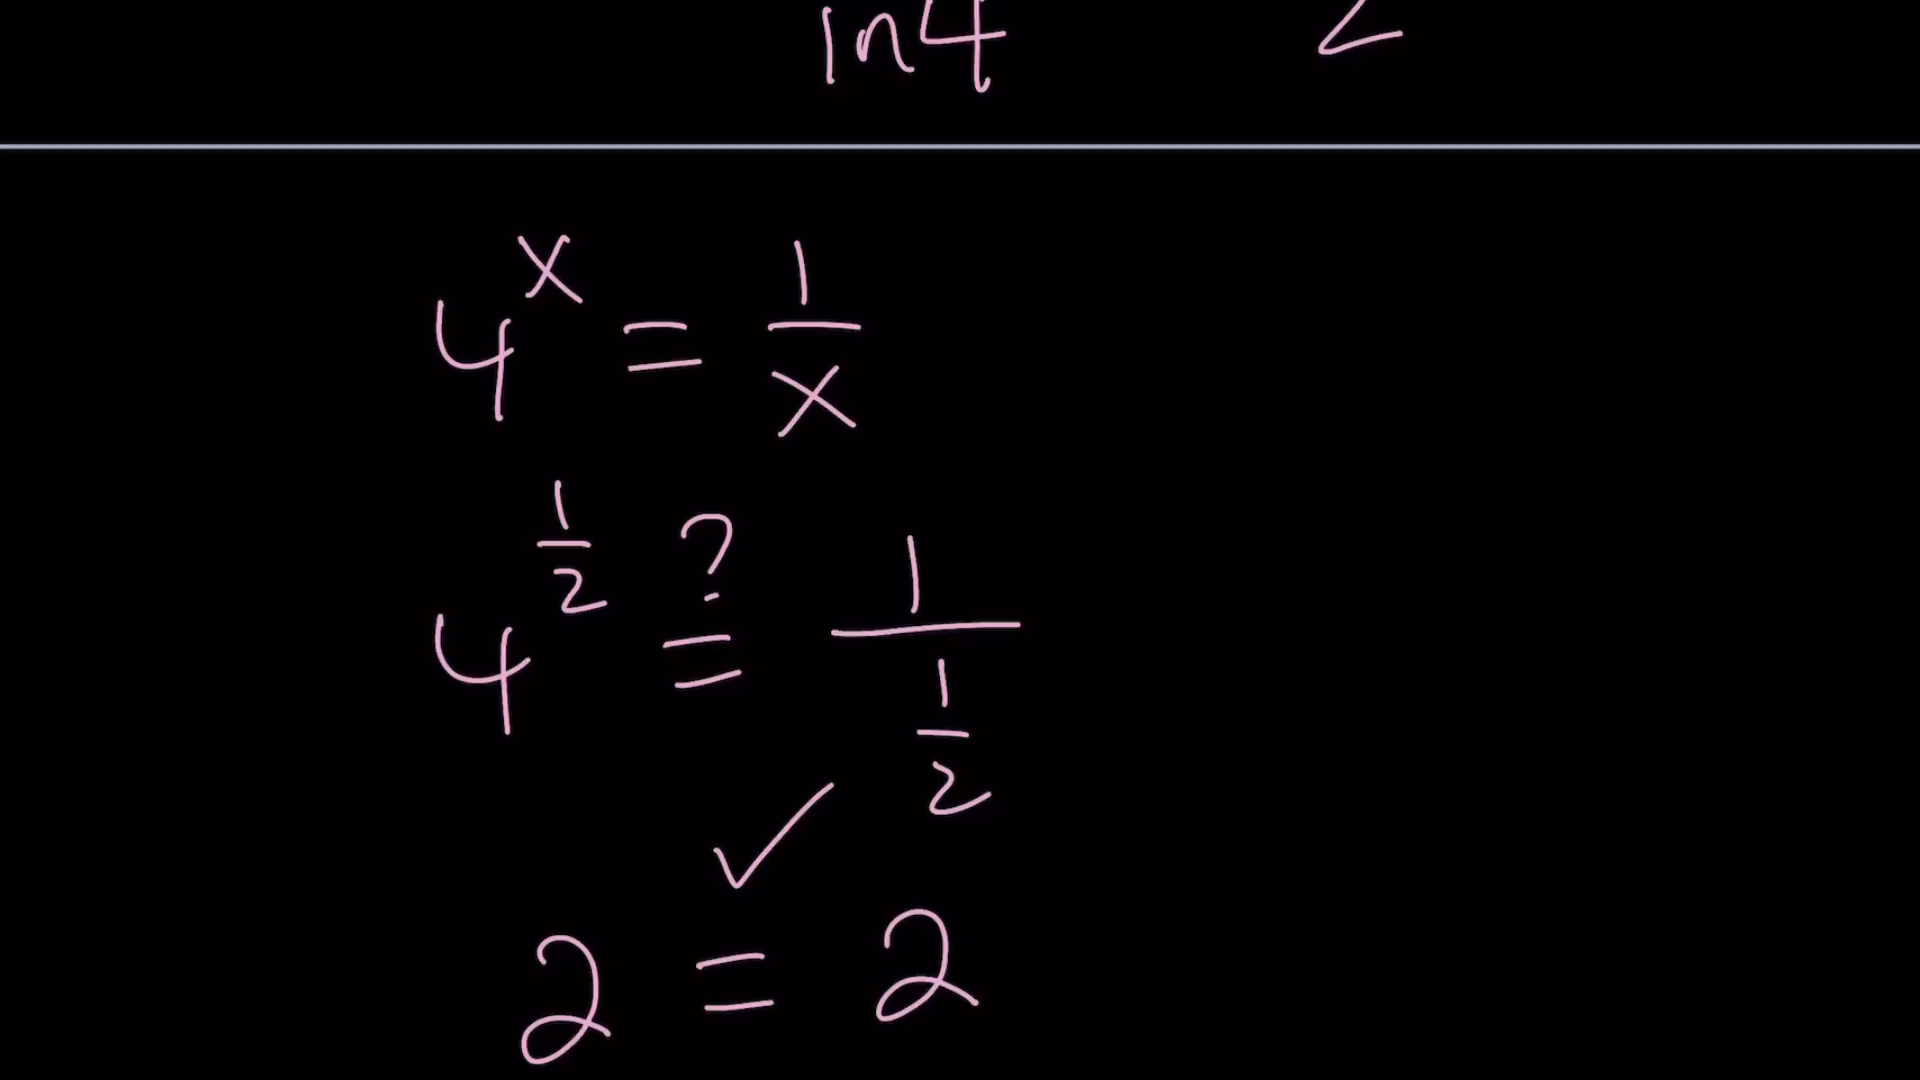 ln4 2
4^x = 1/x
4^(1/2) ?= 1/(1/2)
✓
2 = 2